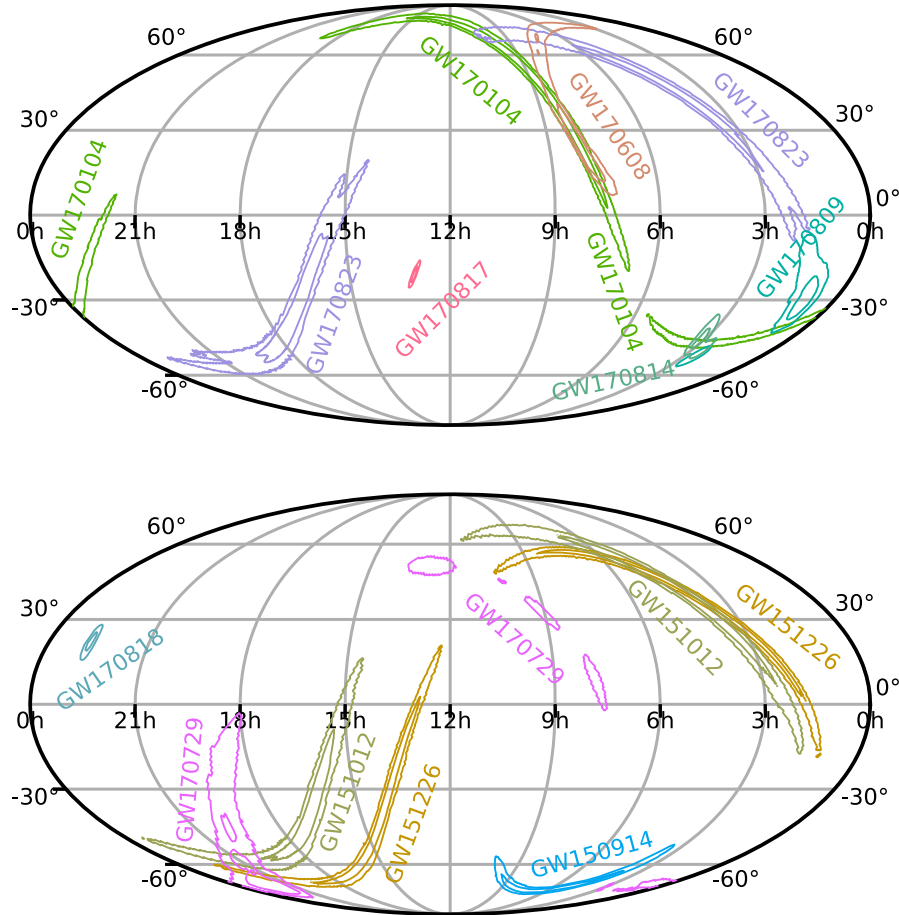 60° 60°
GW170104 GW170608 GW170823
30° 30°
GW170104
0°
0h 21h 18h 15h 12h 9h 6h 3h 0h
GW170809
GW170823 GW170817 GW170104
-30° -30°
GW170814
-60° -60°
60° 60°
30° 30°
GW170729 GW151012 GW151226
GW170818
0°
0h 21h 18h 15h 12h 9h 6h 3h 0h
GW170729 GW151012 GW151226
-30° -30°
GW150914
-60° -60°